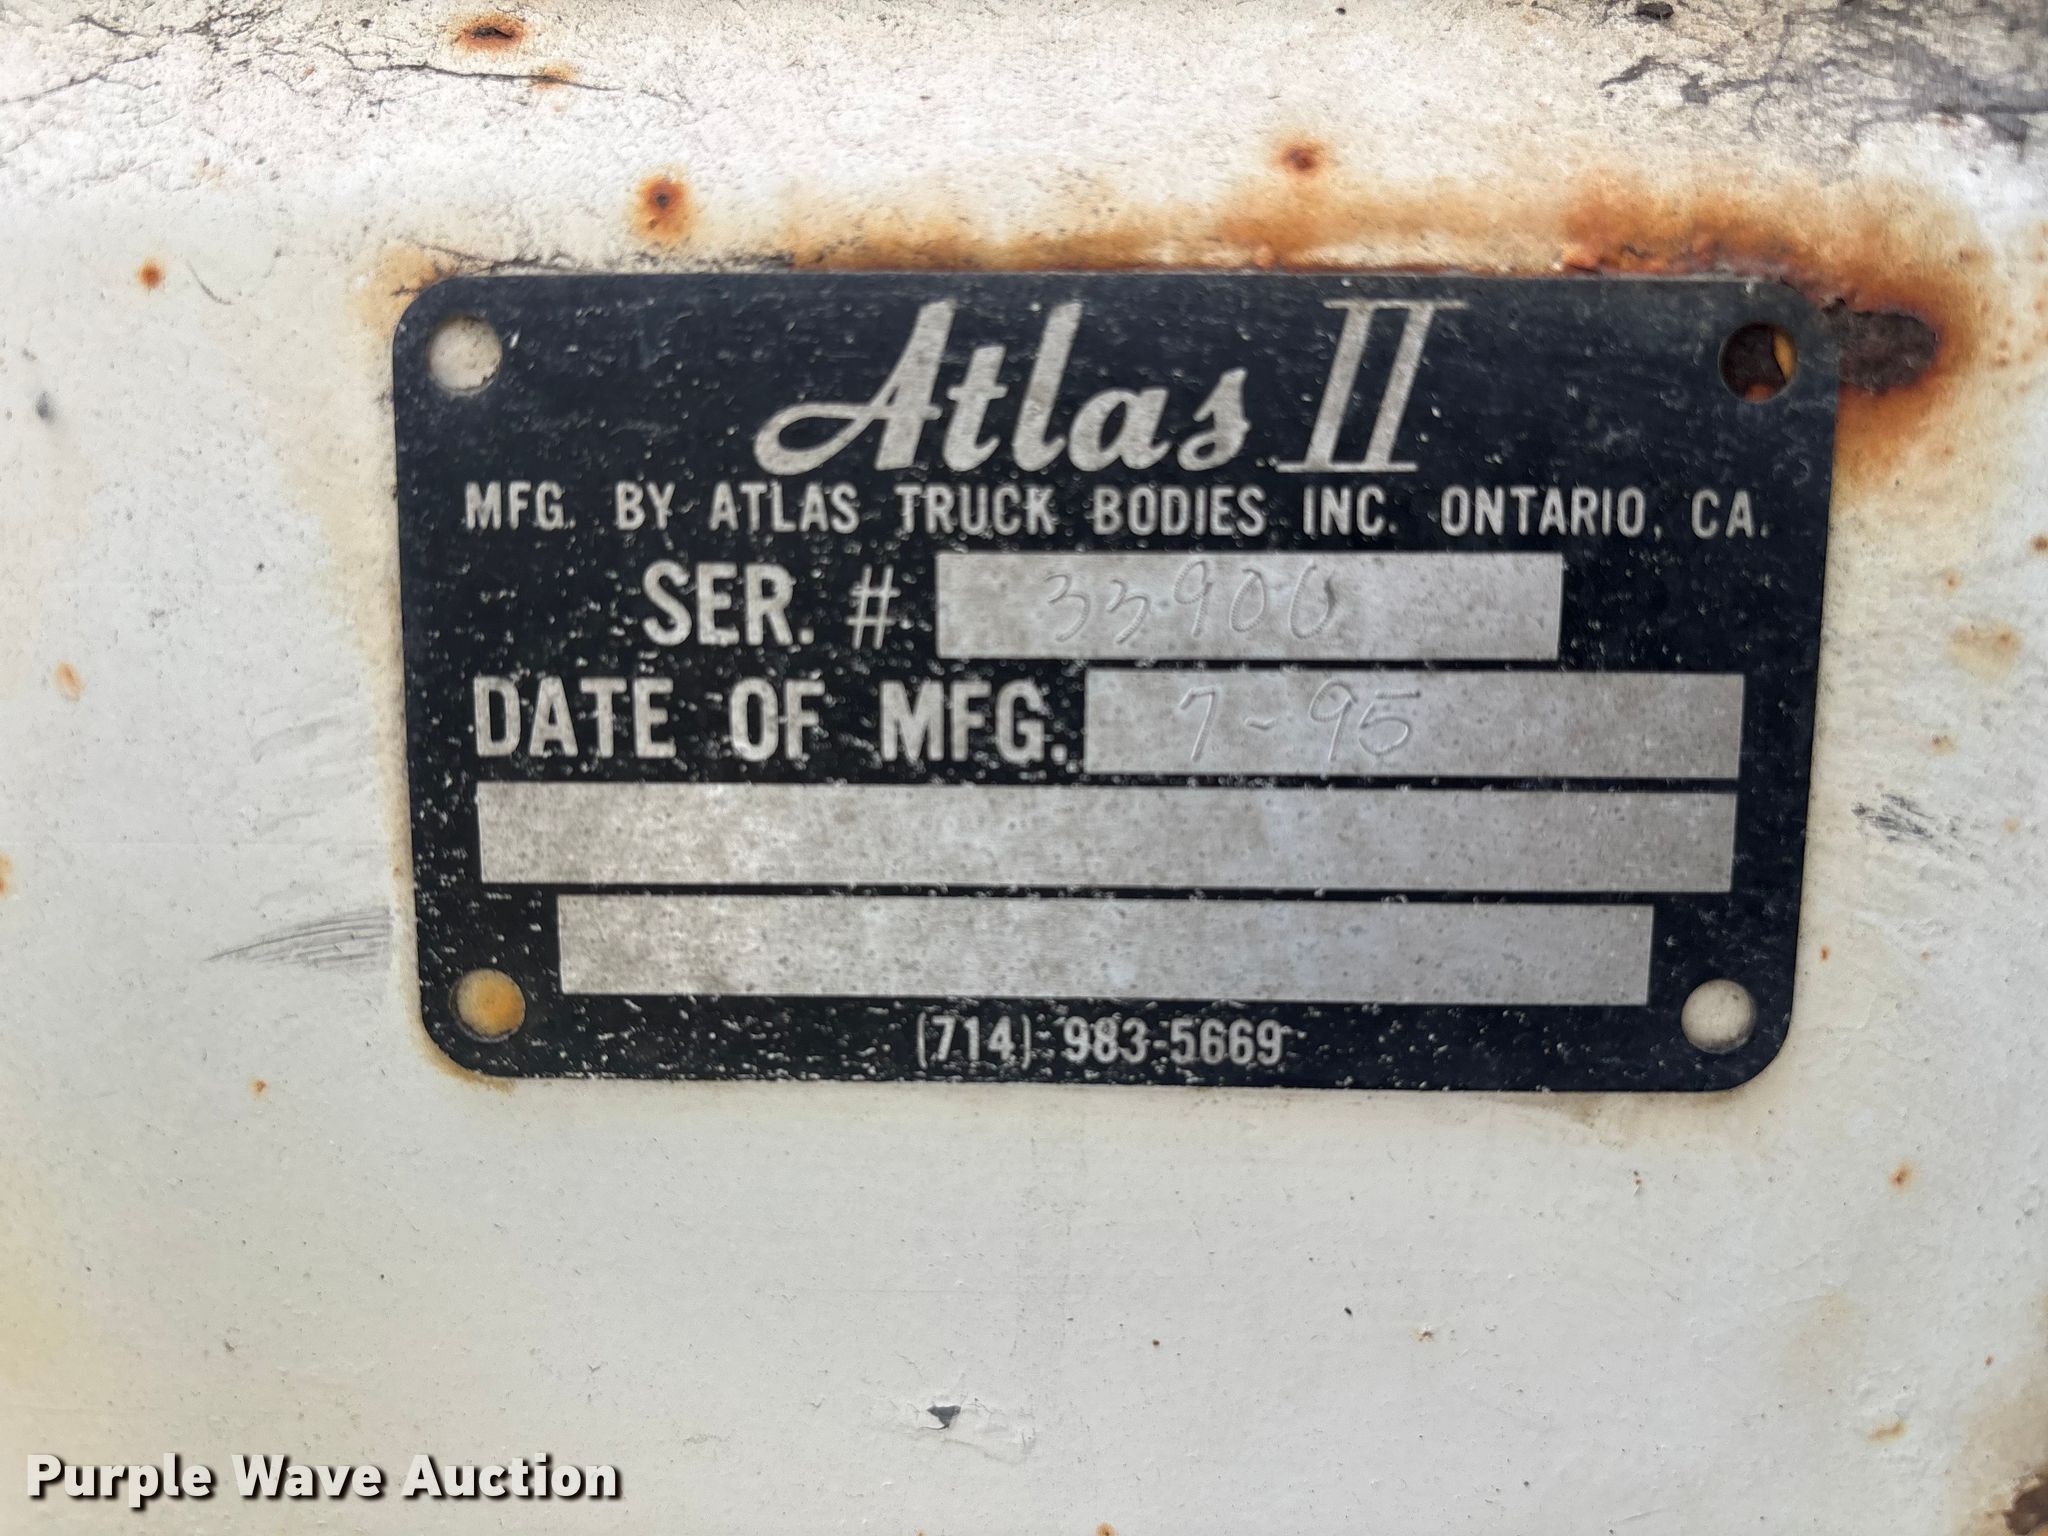 Atlas II
MFG. BY ATLAS TRUCK BODIES INC. ONTARIO, CA.
SER. # 33900
DATE OF MFG. 7-95
(714) 983-5669
Purple Wave Auction